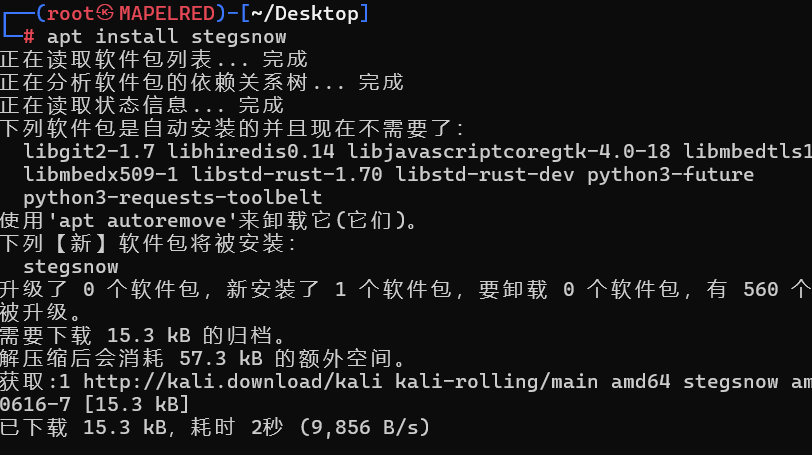 ┌──(root㉿MAPELRED)-[~/Desktop]
└─# apt install stegsnow
正在读取软件包列表... 完成
正在分析软件包的依赖关系树... 完成
正在读取状态信息... 完成
下列软件包是自动安装的并且现在不需要了：
  libgit2-1.7 libhiredis0.14 libjavascriptcoregtk-4.0-18 libmbedtls1
  libmbedx509-1 libstd-rust-1.70 libstd-rust-dev python3-future
  python3-requests-toolbelt
使用'apt autoremove'来卸载它(它们)。
下列【新】软件包将被安装：
  stegsnow
升级了 0 个软件包，新安装了 1 个软件包，要卸载 0 个软件包，有 560 个
被升级。
需要下载 15.3 kB 的归档。
解压缩后会消耗 57.3 kB 的额外空间。
获取:1 http://kali.download/kali kali-rolling/main amd64 stegsnow am
0616-7 [15.3 kB]
已下载 15.3 kB，耗时 2秒 (9,856 B/s)